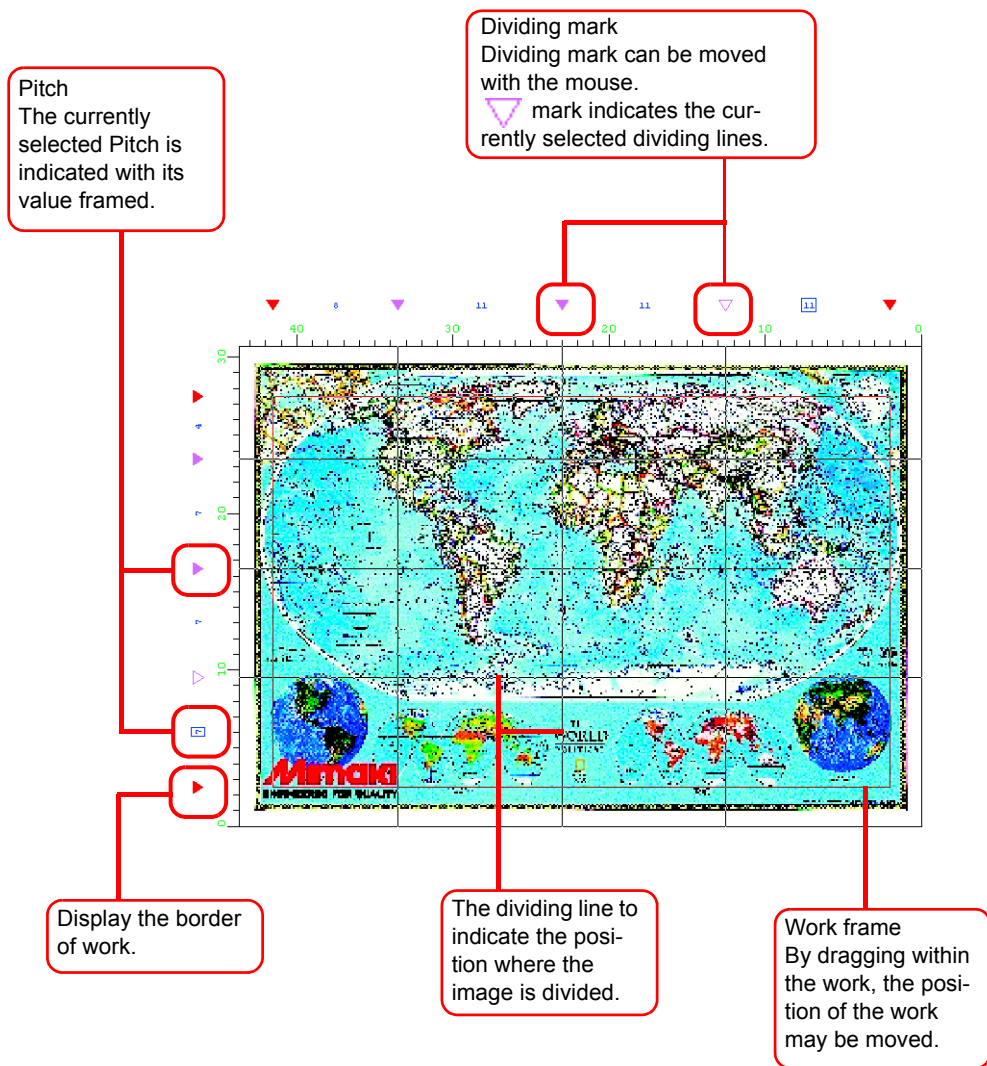 Dividing mark
Dividing mark can be moved
with the mouse.
mark indicates the cur-
rently selected dividing lines.
Pitch
The currently
selected Pitch is
indicated with its
value framed.
8 11 11 11
40 30 20 10 0
30
4
7
20
7
10
7
0
WORLD
Mimaki
ENGINEERED FOR QUALITY
Display the border
of work.
The dividing line to
indicate the posi-
tion where the
image is divided.
Work frame
By dragging within
the work, the posi-
tion of the work
may be moved.